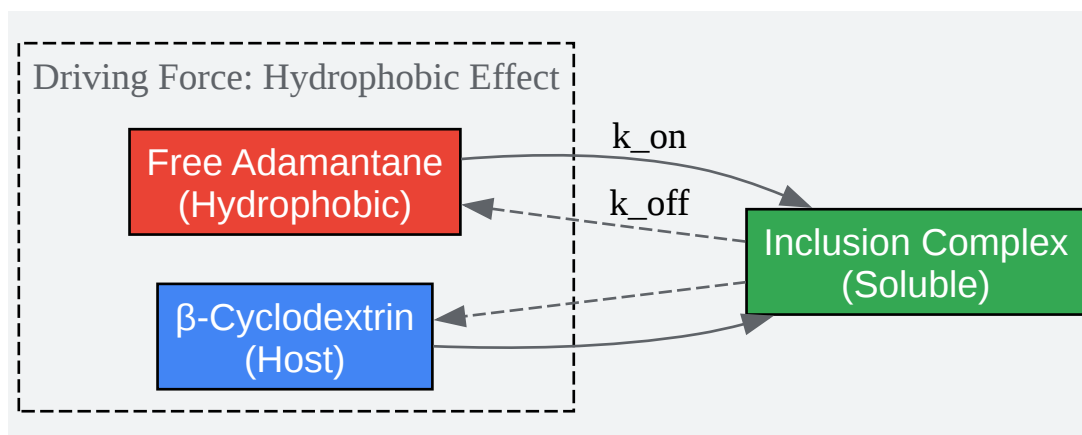 Driving Force: Hydrophobic Effect
Free Adamantane
(Hydrophobic)
k_on
k_off
Inclusion Complex
(Soluble)
β-Cyclodextrin
(Host)